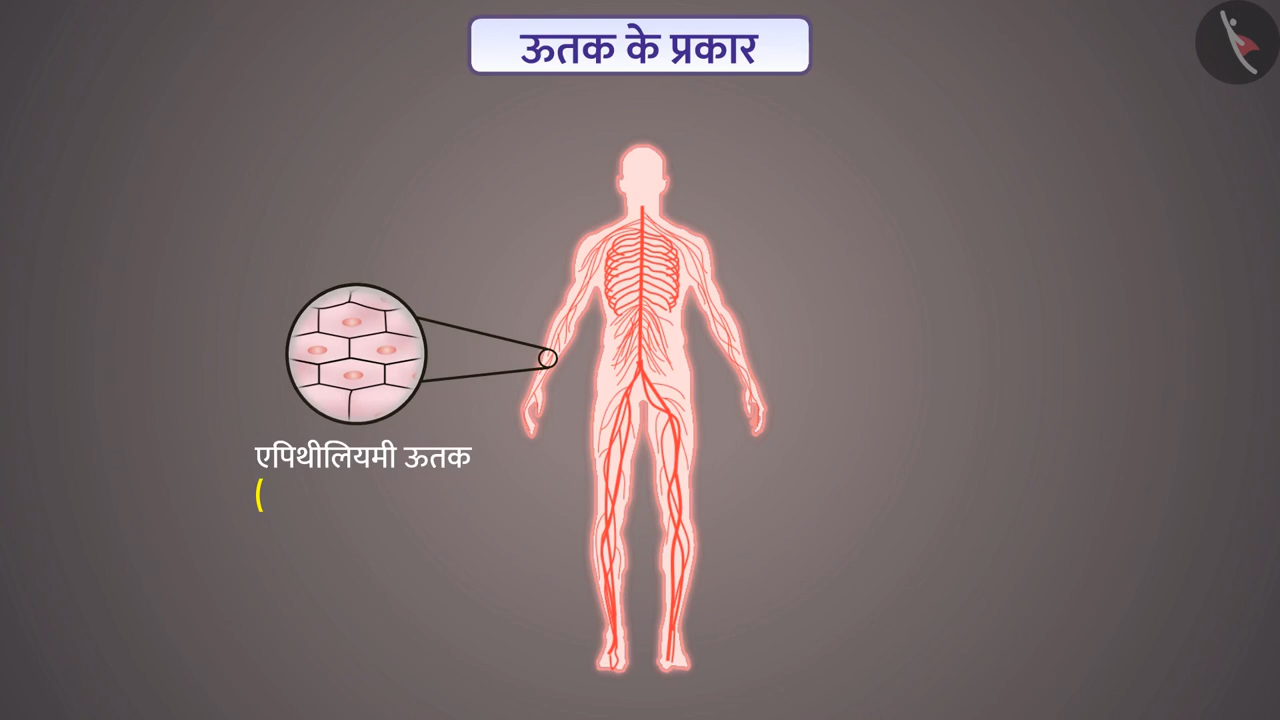 ऊतक के प्रकार
एपिथीलियमी ऊतक
(